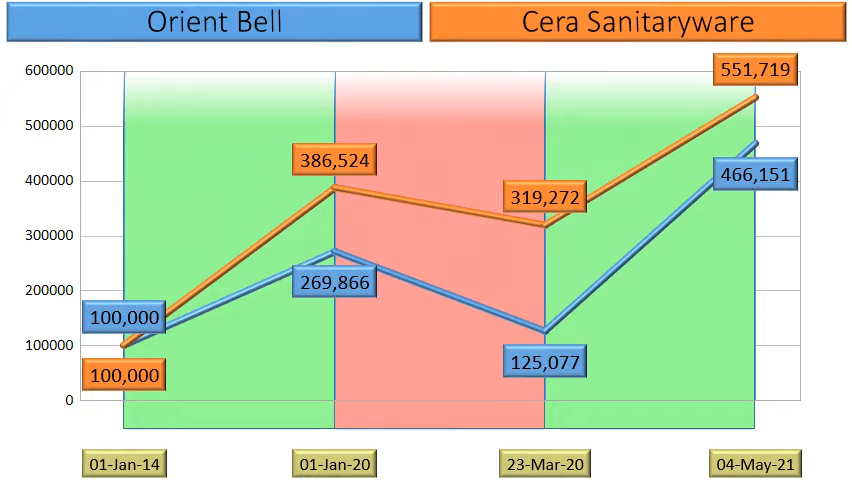 Orient Bell
Cera Sanitaryware
600000
500000
400000
300000
200000
100000
0
551,719
386,524
466,151
319,272
269,866
100,000
125,077
100,000
01-Jan-14
01-Jan-20
23-Mar-20
04-May-21